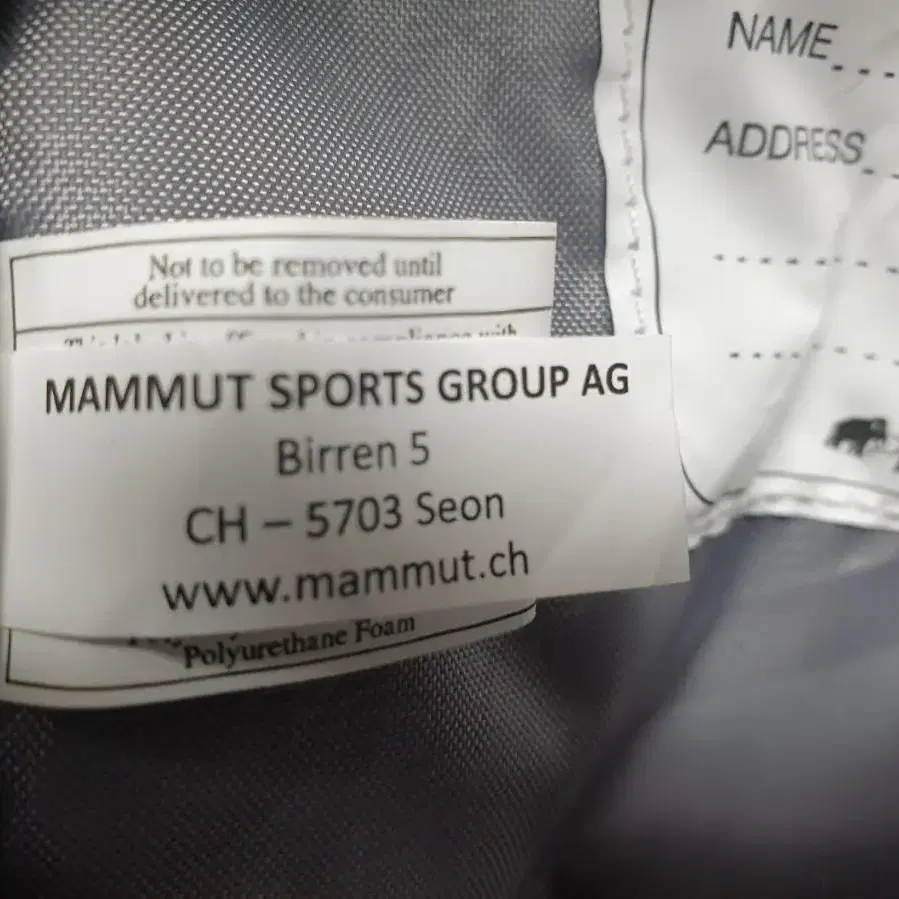 NAME
ADDRESS
Not to be removed until
delivered to the consumer
with
MAMMUT SPORTS GROUP AG
Birren 5
CH – 5703 Seon
www.mammut.ch
Polyurethane Foam